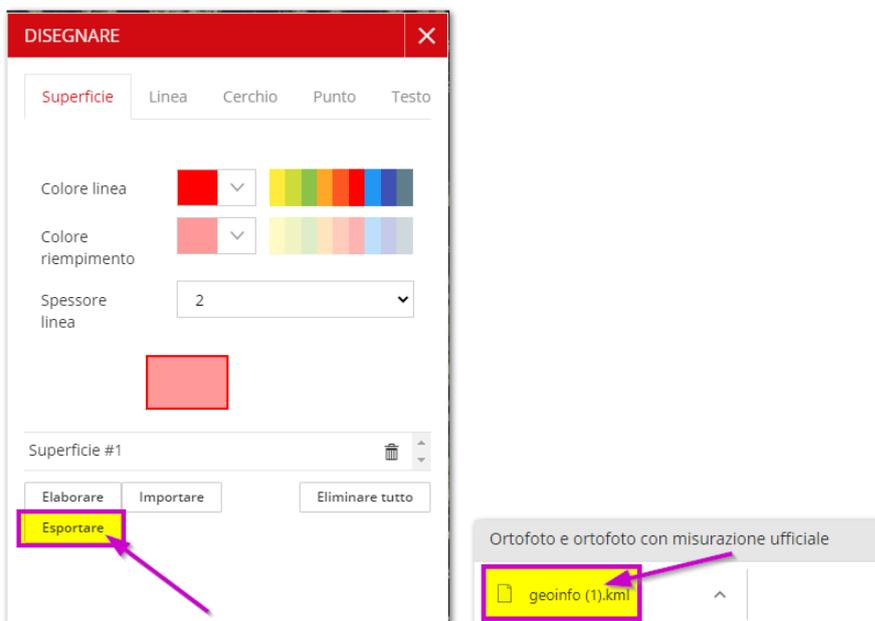 DISEGNARE
Superficie Linea Cerchio Punto Testo
Colore linea
Colore
riempimento
Spessore
linea
2
Superficie #1
Elaborare Importare Eliminare tutto
Esportare
Ortofoto e ortofoto con misurazione ufficiale
geoinfo (1).kml